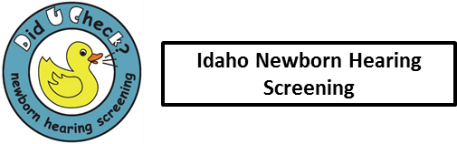 Did U Check?
newborn hearing screening
Idaho Newborn Hearing
Screening